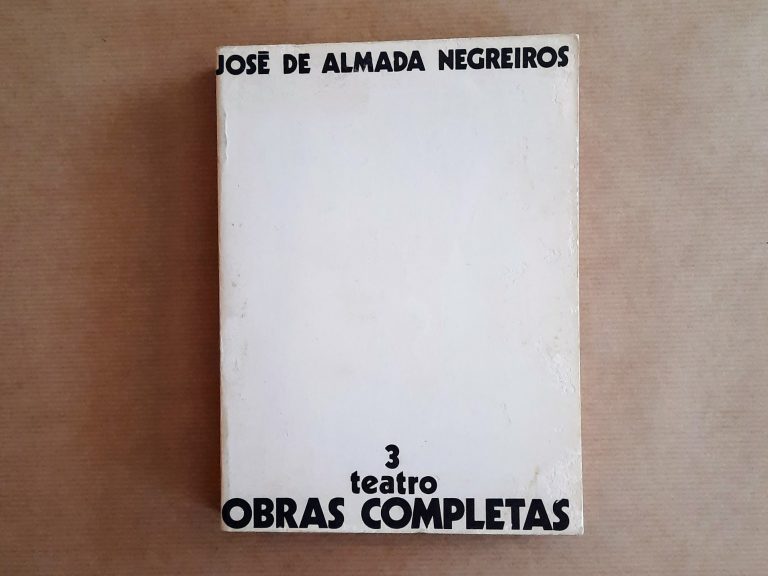 JOSÉ DE ALMADA NEGREIROS
3
teatro
OBRAS COMPLETAS